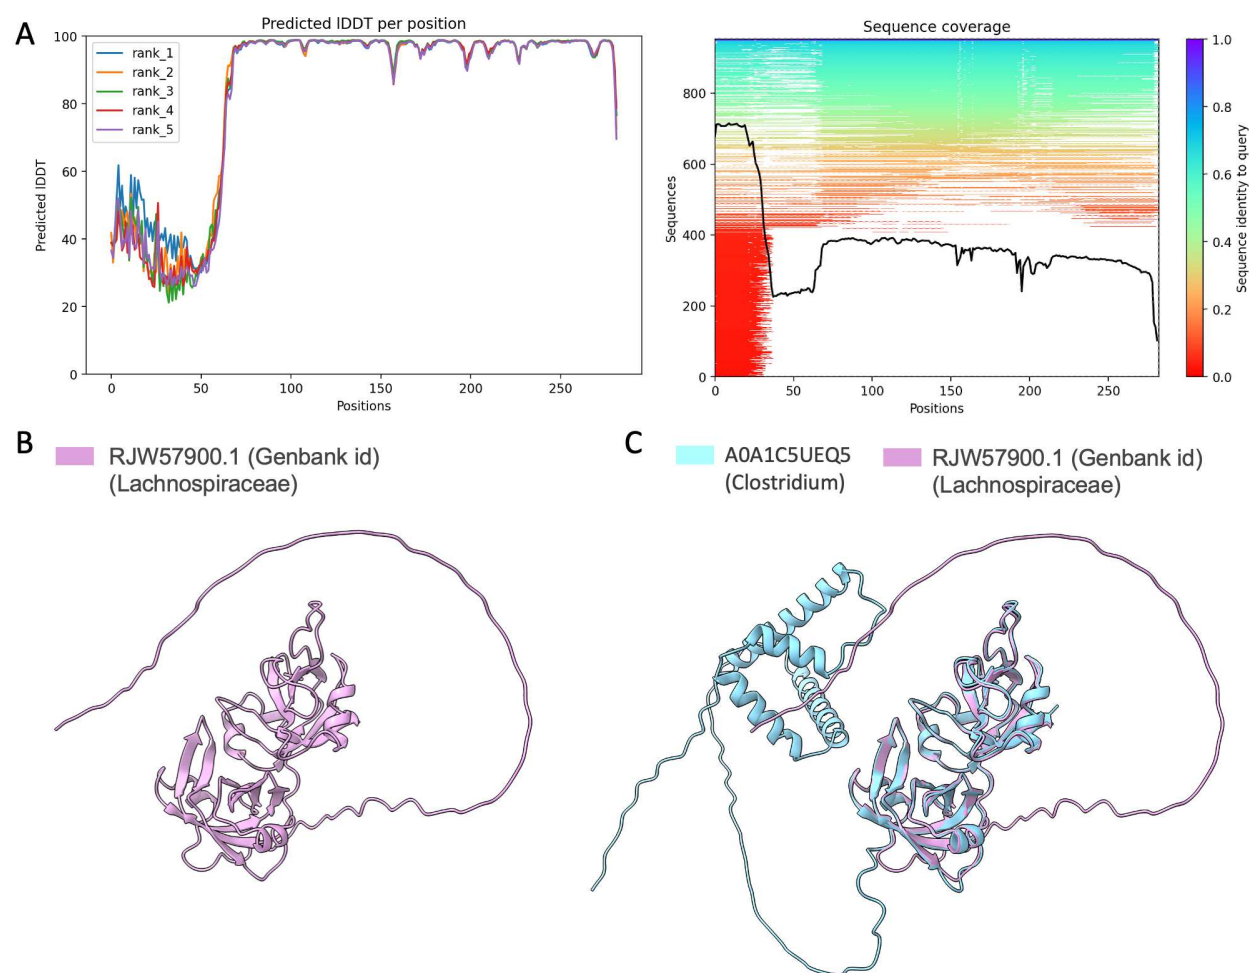 A
Predicted lDDT per position
100
80
60
40
20
0
Predicted lDDT
rank_1
rank_2
rank_3
rank_4
rank_5
0 50 100 150 200 250
Positions
Sequence coverage
800
600
400
200
0
Sequences
0 50 100 150 200 250
Positions
1.0
0.8
0.6
0.4
0.2
0.0
Sequence identity to query
B
RJW57900.1 (Genbank id)
(Lachnospiraceae)
C
A0A1C5UEQ5
(Clostridium)
RJW57900.1 (Genbank id)
(Lachnospiraceae)